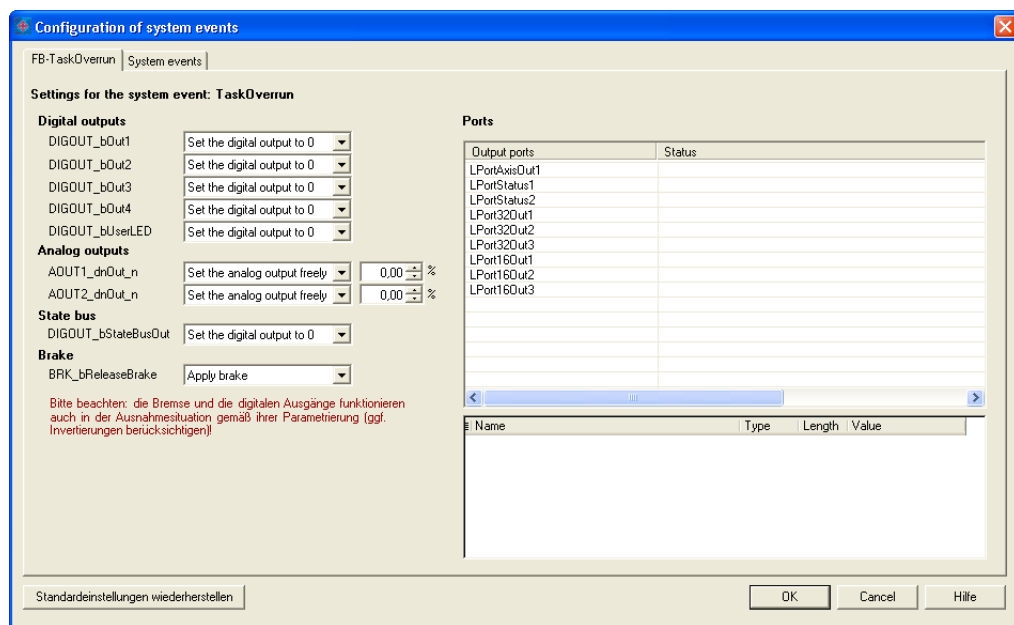 Configuration of system events
FB-TaskOverrun System events
Settings for the system event: TaskOverrun
Digital outputs
DIGOUT_bOut1 Set the digital output to 0
DIGOUT_bOut2 Set the digital output to 0
DIGOUT_bOut3 Set the digital output to 0
DIGOUT_bOut4 Set the digital output to 0
DIGOUT_bUserLED Set the digital output to 0
Analog outputs
AOUT1_dnOut_n Set the analog output freely 0,00 %
AOUT2_dnOut_n Set the analog output freely 0,00 %
State bus
DIGOUT_bStateBusOut Set the digital output to 0
Brake
BRK_bReleaseBrake Apply brake
Bitte beachten: die Bremse und die digitalen Ausgänge funktionieren
auch in der Ausnahmesituation gemäß ihrer Parametrierung (ggf.
Invertierungen berücksichtigen)!
Ports
Output ports Status
LPortAxisOut1
LPortStatus1
LPortStatus2
LPort32Out1
LPort32Out2
LPort32Out3
LPort16Out1
LPort16Out2
LPort16Out3
Name Type Length Value
Standardeinstellungen wiederherstellen OK Cancel Hilfe